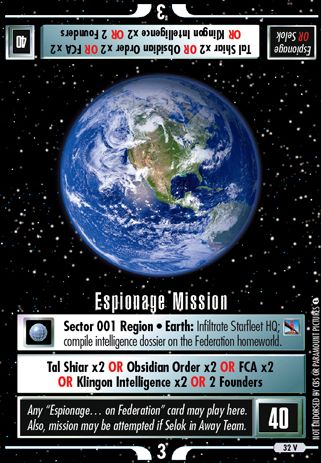 3
40
Tal Shiar x2 OR Obsidian Order x2 OR FCA x2
OR Klingon Intelligence x2 OR 2 Founders
Espionage
OR Selok
Espionage Mission
Sector 001 Region • Earth: Infiltrate Starfleet HQ;
compile intelligence dossier on the Federation homeworld.
Tal Shiar x2 OR Obsidian Order x2 OR FCA x2
OR Klingon Intelligence x2 OR 2 Founders
Any "Espionage... on Federation" card may play here.
Also, mission may be attempted if Selok in Away Team.
40
32 V
3
NOT ENDORSED BY CBS OR PARAMOUNT PICTURES